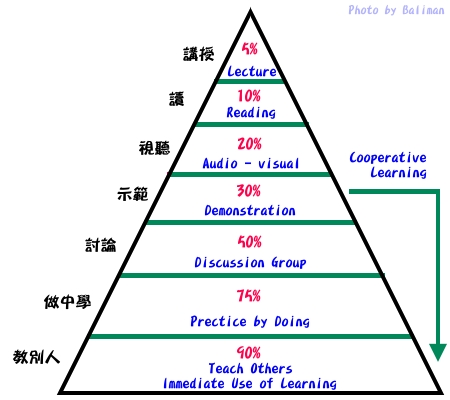 Photo by Baliman
講授
5%
Lecture
讀
10%
Reading
視聽
20%
Audio - visual
Cooperative
Learning
示範
30%
Demonstration
討論
50%
Discussion Group
做中學
75%
Prectice by Doing
教別人
90%
Teach Others
Immediate Use of Learning